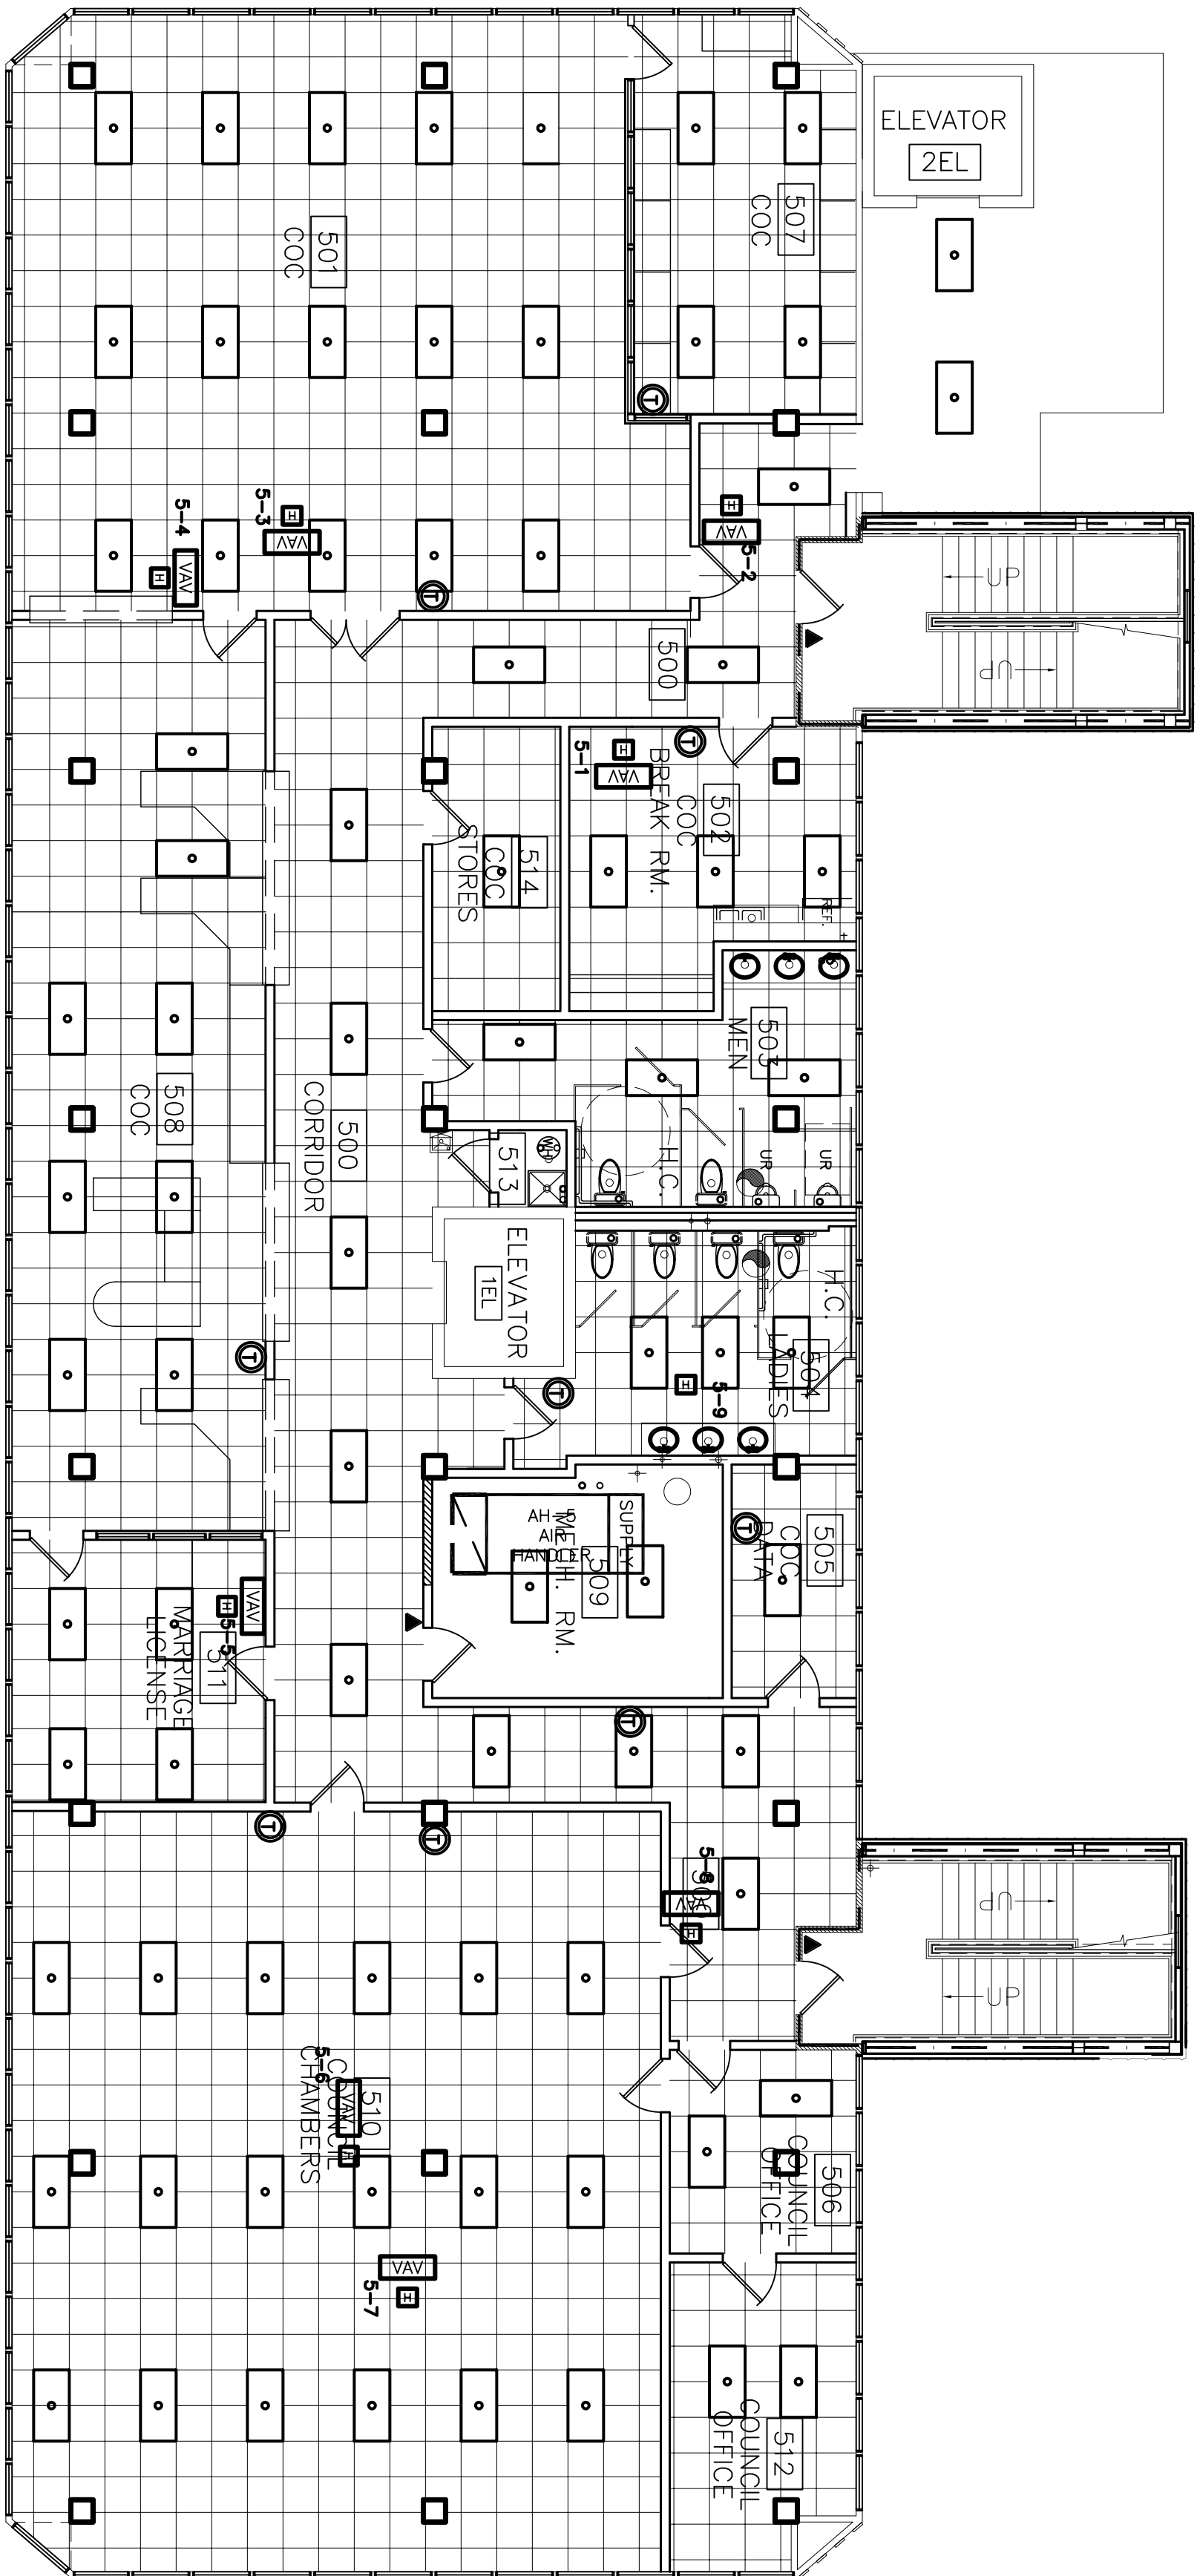 ELEVATOR
2EL
507
COC
501
COC
T
H
VAV
5-2
5-3
H
VAV
5-4
VAV
H
T
UP
UP
500
T
5-1
H
VAV
502
COC
BREAK RM.
REF.
514
COC
STORES
503
MEN
H.C.
UR
UR
508
COC
500
CORRIDOR
513
WH
ELEVATOR
1EL
H.C.
504
LADIES
5-9
H
T
T
505
COC
DATA
T
SUPPLY
AH-5
AIR
HANDLER
509
MECH. RM.
VAV
H
5-5
511
MARRIAGE
LICENSE
T
T
T
5-8
VAV
H
UP
UP
5-6
VAV
H
510
COUNCIL
CHAMBERS
506
COUNCIL
OFFICE
VAV
5-7
H
512
COUNCIL
OFFICE